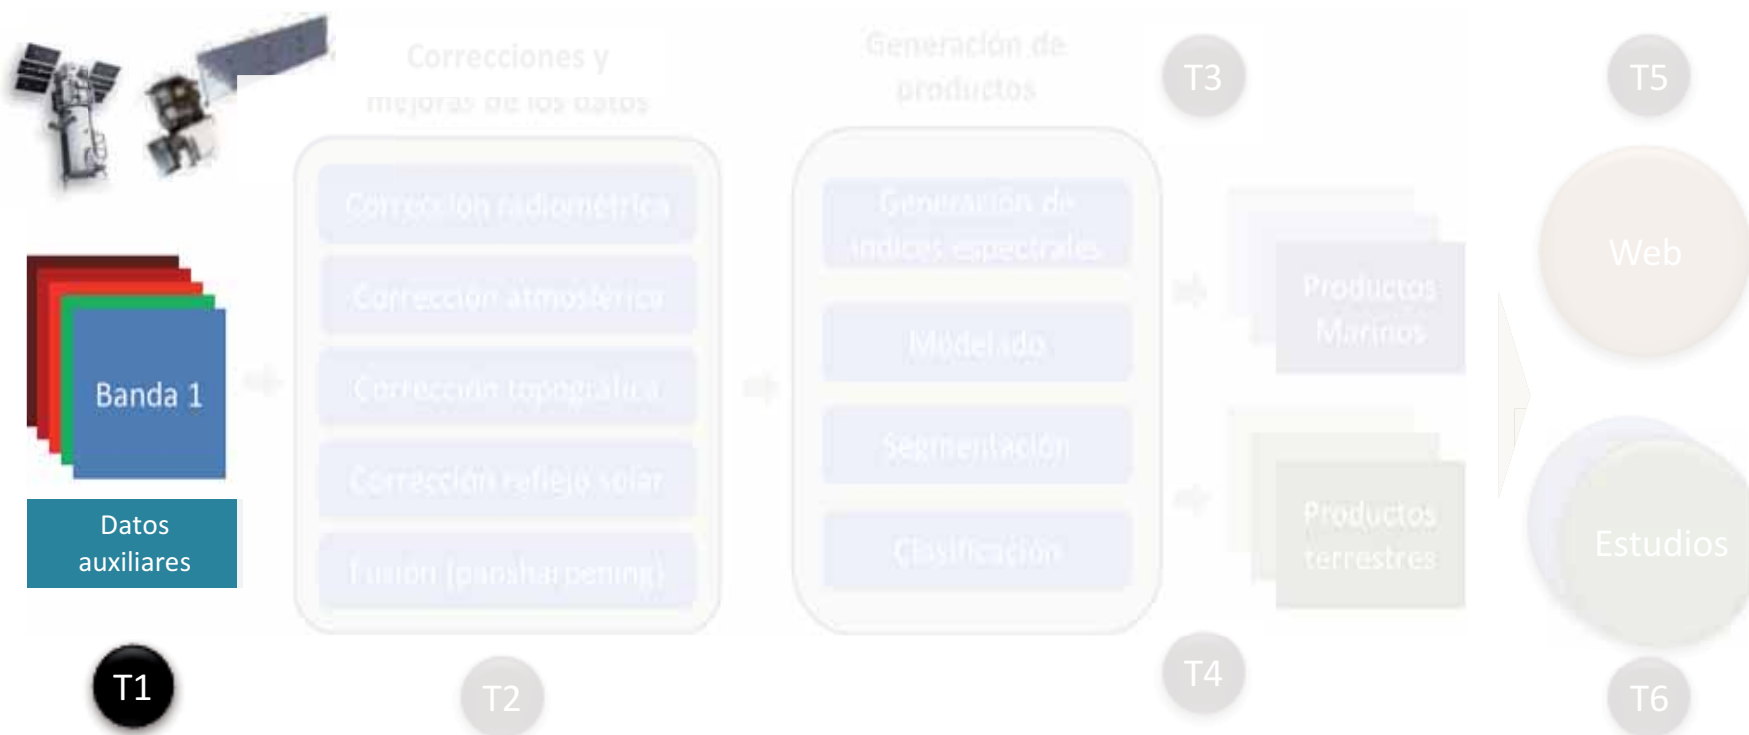 Correcciones y
mejoras de los datos
Generación de
productos
T3
T5
Corrección radiométrica
Corrección atmosférica
Corrección topográfica
Corrección reflejo solar
Fusión (pansharpening)
Generación de
índices espectrales
Modelado
Segmentación
Clasificación
Productos
Marinos
Productos
terrestres
Web
Estudios
Banda 1
Datos
auxiliares
T1
T2
T4
T6